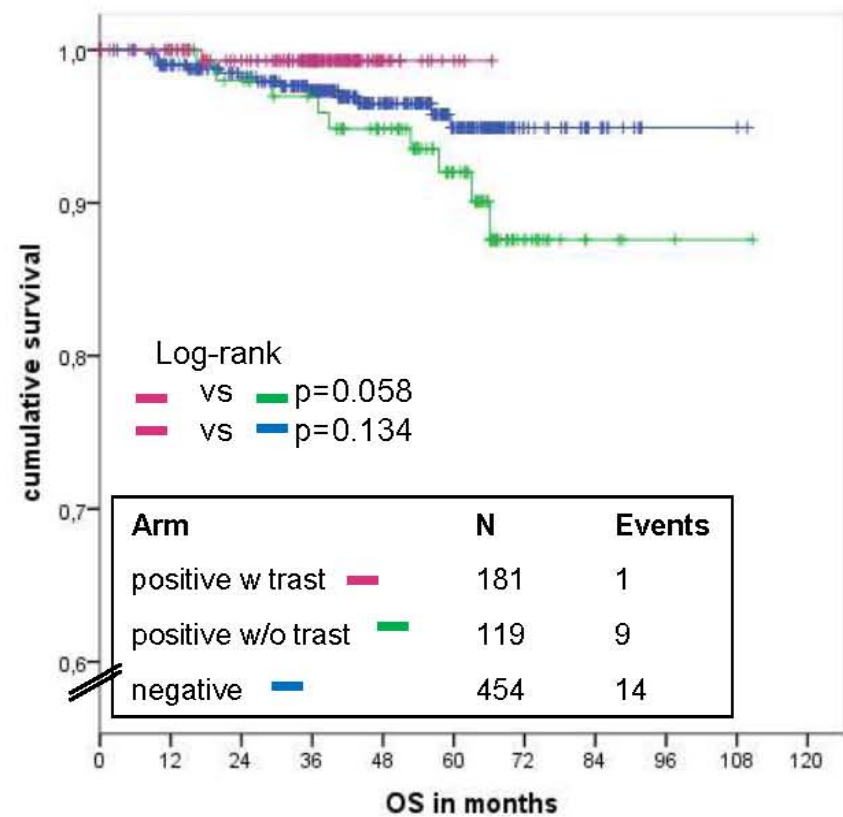 1,0
0,9
0,8
0,7
0,6
cumulative survival
Log-rank
vs p=0.058
vs p=0.134
Arm N Events
positive w trast 181 1
positive w/o trast 119 9
negative 454 14
0 12 24 36 48 60 72 84 96 108 120
OS in months